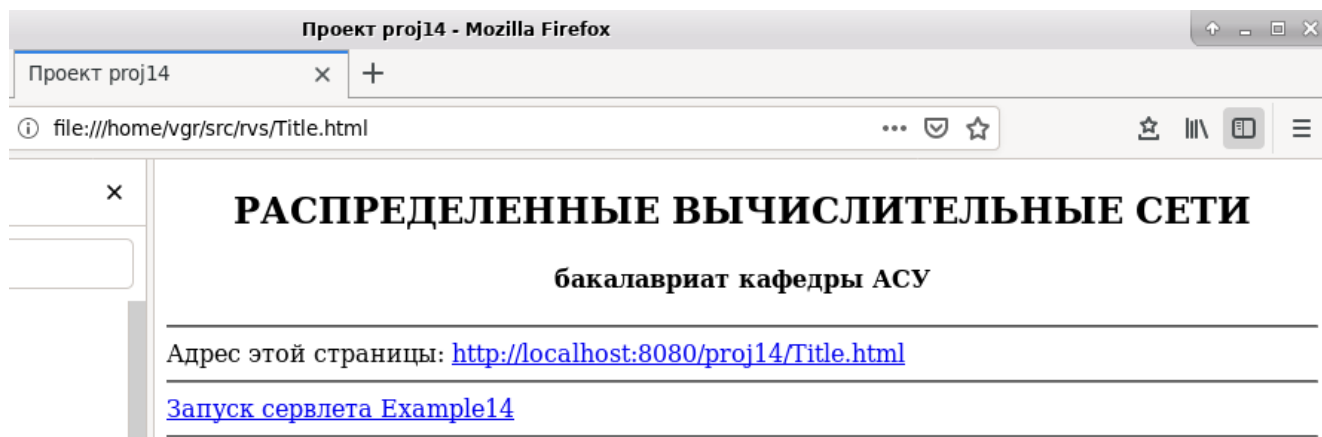 Проект proj14 - Mozilla Firefox
Проект proj14
file:///home/vgr/src/rvs/Title.html
РАСПРЕДЕЛЕННЫЕ ВЫЧИСЛИТЕЛЬНЫЕ СЕТИ
бакалавриат кафедры АСУ
Адрес этой страницы: http://localhost:8080/proj14/Title.html
Запуск сервлета Example14